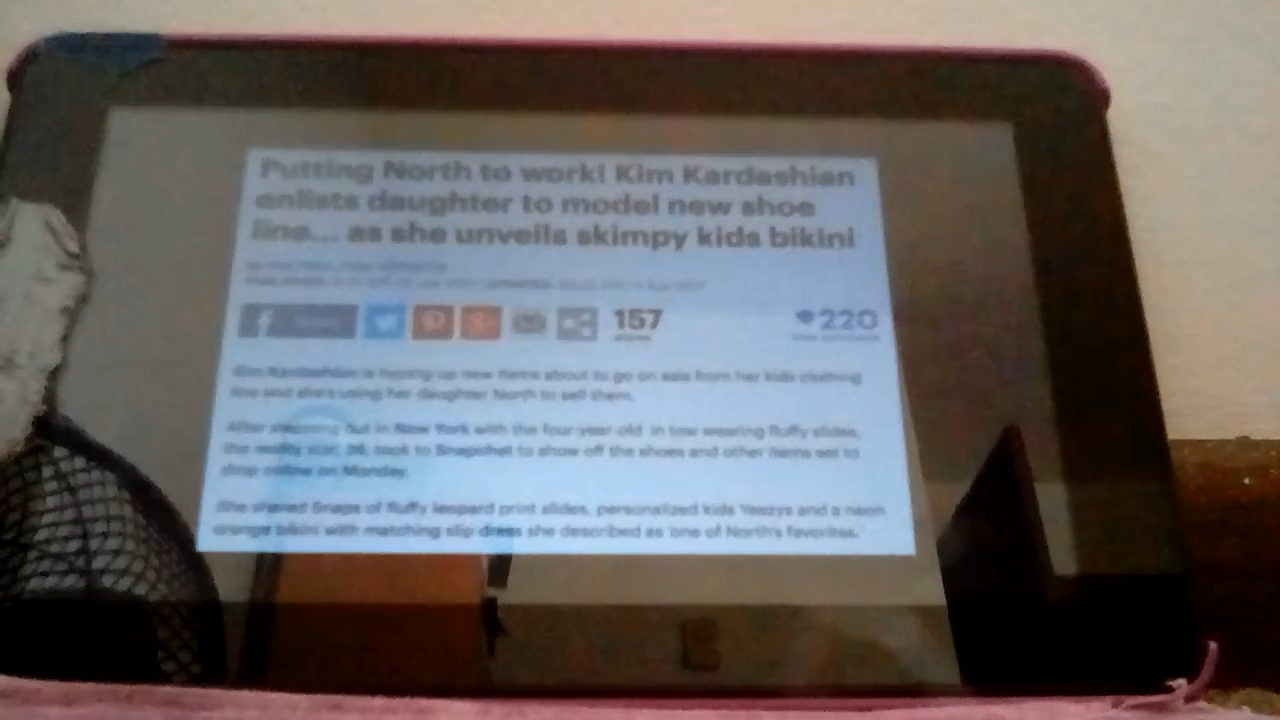 Putting North to work! Kim Kardashian
enlists daughter to model new shoe
line... as she unveils skimpy kids bikini
f
157
shares
220
Kim Kardashian is hyping up new items about to go on sale from her kids clothing
line and she's using her daughter North to sell them.
After stepping out in New York with the four-year-old in tow wearing fluffy slides,
the reality star, 36, took to Snapchat to show off the shoes and other items set to
drop online on Monday.
She shared Snaps of fluffy leopard print slides, personalized kids Yeezys and a neon
orange bikini with matching slip dress she described as 'one of North's favorites.'